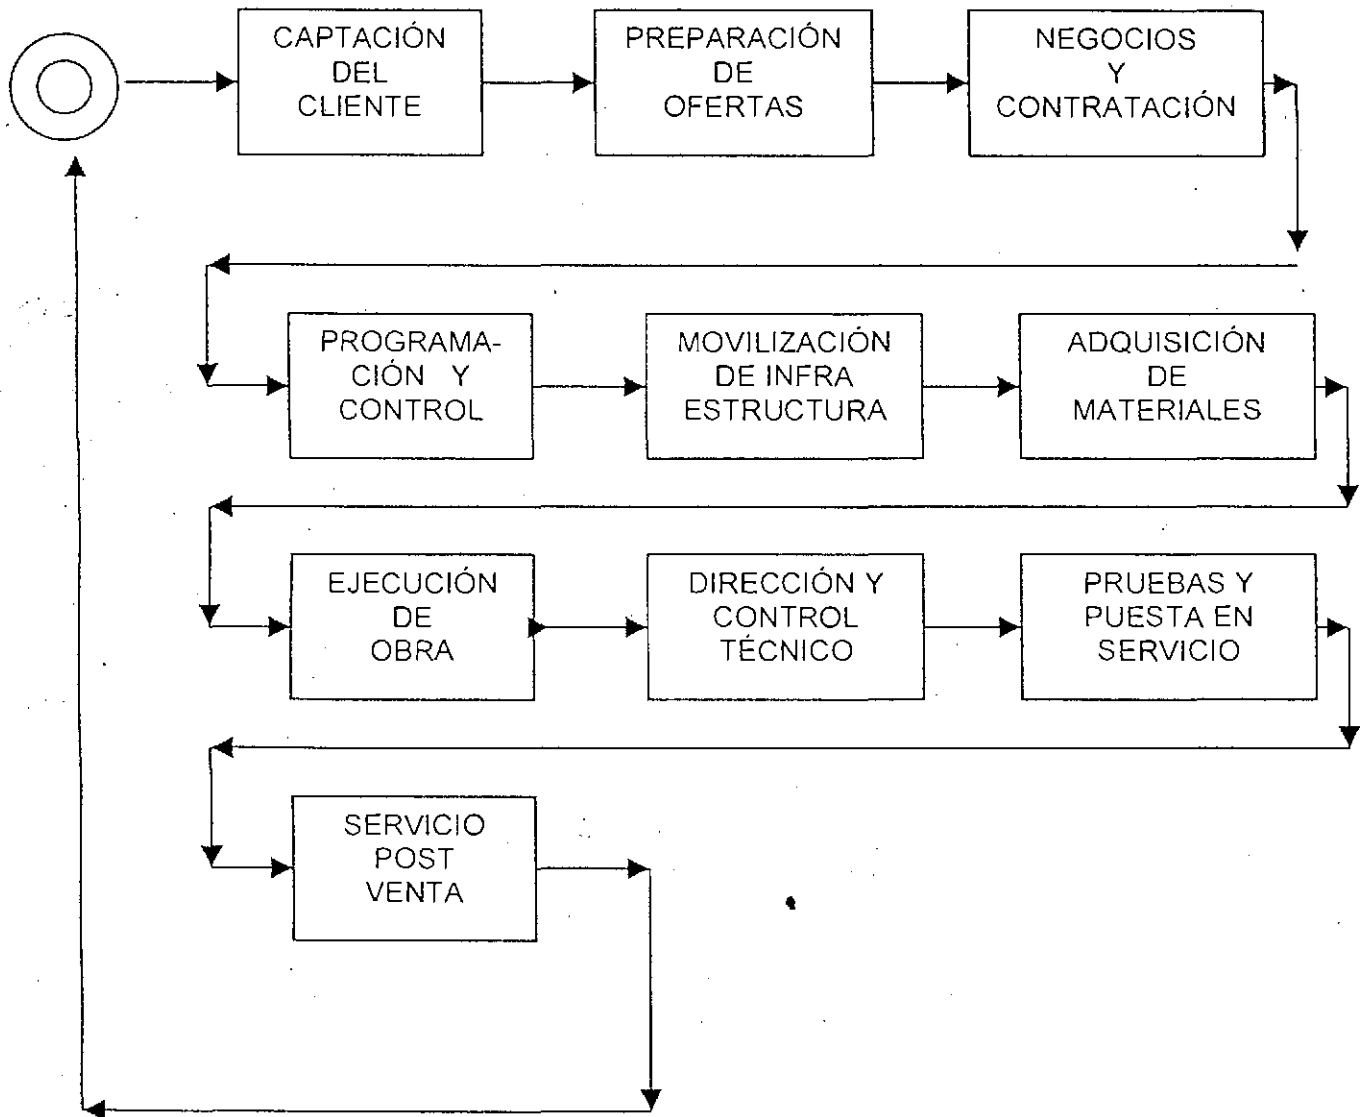 CAPTACIÓN
DEL
CLIENTE
PREPARACIÓN
DE
OFERTAS
NEGOCIOS
Y
CONTRATACIÓN
PROGRAMA-
CIÓN Y
CONTROL
MOVILIZACIÓN
DE INFRA
ESTRUCTURA
ADQUISICIÓN
DE
MATERIALES
EJECUCIÓN
DE
OBRA
DIRECCIÓN Y
CONTROL
TÉCNICO
PRUEBAS Y
PUESTA EN
SERVICIO
SERVICIO
POST
VENTA